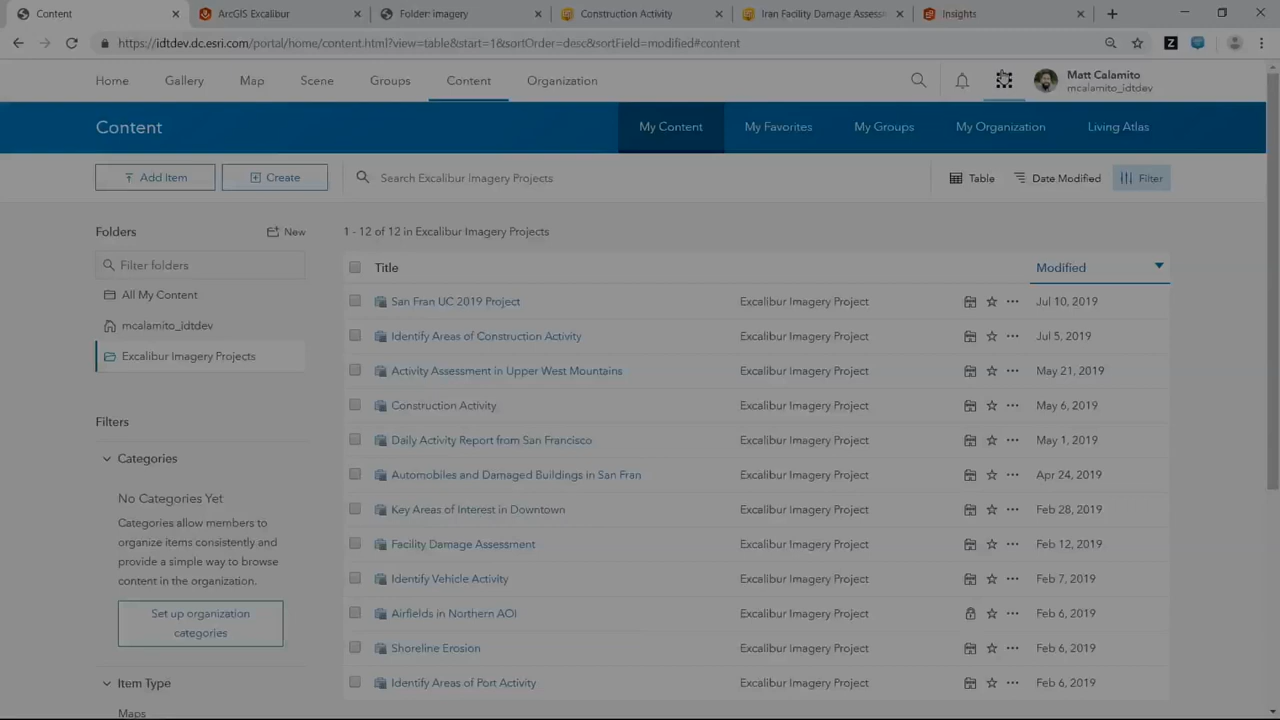 Content
ArcGIS Excalibur
Folder: imagery
Construction Activity
Iran Facility Damage Assessm
Insights
https://idtdev.dc.esri.com/portal/home/content.html?view=table&start=1&sortOrder=desc&sortField=modified#content
Home Gallery Map Scene Groups Content Organization
Matt Calamito
mcalamito_idtdev
Content
My Content My Favorites My Groups My Organization Living Atlas
Add Item Create Search Excalibur Imagery Projects Table Date Modified Filter
Folders New
1 - 12 of 12 in Excalibur Imagery Projects
Filter folders
All My Content
mcalamito_idtdev
Excalibur Imagery Projects
Filters
Categories
No Categories Yet
Categories allow members to
organize items consistently and
provide a simple way to browse
content in the organization.
Set up organization
categories
Item Type
Maps
Title Modified
San Fran UC 2019 Project Excalibur Imagery Project Jul 10, 2019
Identify Areas of Construction Activity Excalibur Imagery Project Jul 5, 2019
Activity Assessment in Upper West Mountains Excalibur Imagery Project May 21, 2019
Construction Activity Excalibur Imagery Project May 6, 2019
Daily Activity Report from San Francisco Excalibur Imagery Project May 1, 2019
Automobiles and Damaged Buildings in San Fran Excalibur Imagery Project Apr 24, 2019
Key Areas of Interest in Downtown Excalibur Imagery Project Feb 28, 2019
Facility Damage Assessment Excalibur Imagery Project Feb 12, 2019
Identify Vehicle Activity Excalibur Imagery Project Feb 7, 2019
Airfields in Northern AOI Excalibur Imagery Project Feb 6, 2019
Shoreline Erosion Excalibur Imagery Project Feb 6, 2019
Identify Areas of Port Activity Excalibur Imagery Project Feb 6, 2019